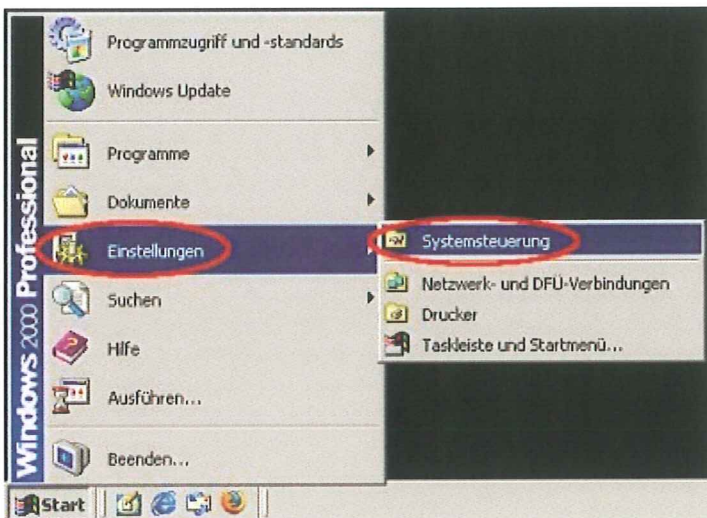 Programmzugriff und -standards
Windows Update
Programme
Dokumente
Einstellungen
Suchen
Hilfe
Ausführen...
Beenden...
Systemsteuerung
Netzwerk- und DFÜ-Verbindungen
Drucker
Taskleiste und Startmenü...
Windows 2000 Professional
Start